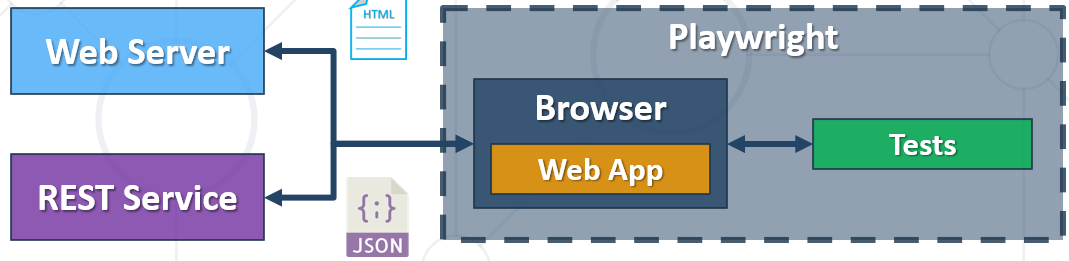 HTML
Web Server
Playwright
Browser
Web App
Tests
REST Service
{;}
JSON